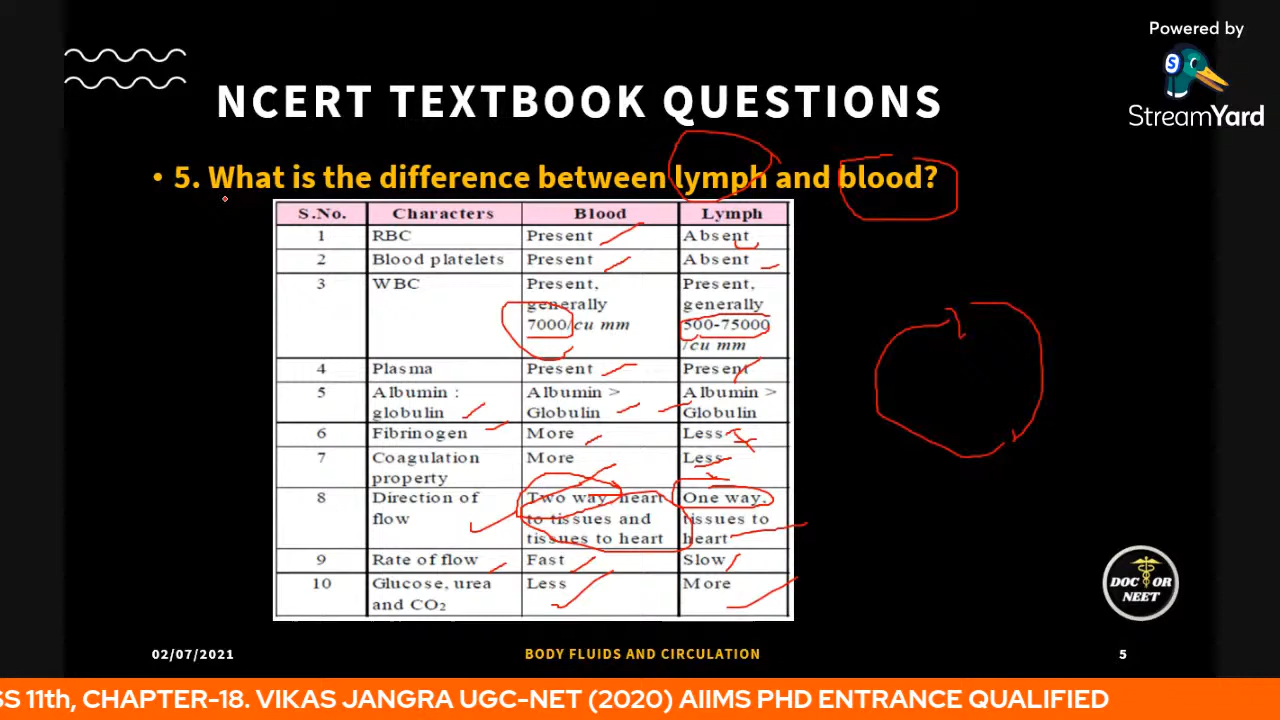 Powered by
StreamYard
NCERT TEXTBOOK QUESTIONS
• 5. What is the difference between lymph and blood?
S.No. Characters Blood Lymph
1 RBC Present Absent
2 Blood platelets Present Absent
3 WBC Present, Present,
generally generally
7000/cu mm 500-75000
/cu mm
4 Plasma Present Present
5 Albumin : Albumin > Albumin >
globulin Globulin Globulin
6 Fibrinogen More Less
7 Coagulation More Less
property
8 Direction of Two way, heart One way,
flow to tissues and tissues to
tissues to heart heart
9 Rate of flow Fast Slow
10 Glucose, urea Less More
and CO2
DOC OR
NEET
02/07/2021 BODY FLUIDS AND CIRCULATION 5
SS 11th, CHAPTER-18. VIKAS JANGRA UGC-NET (2020) AIIMS PHD ENTRANCE QUALIFIED